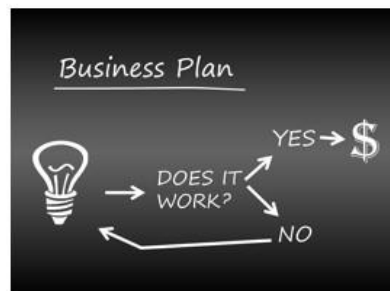 Business Plan
YES
$
DOES IT
WORK?
NO